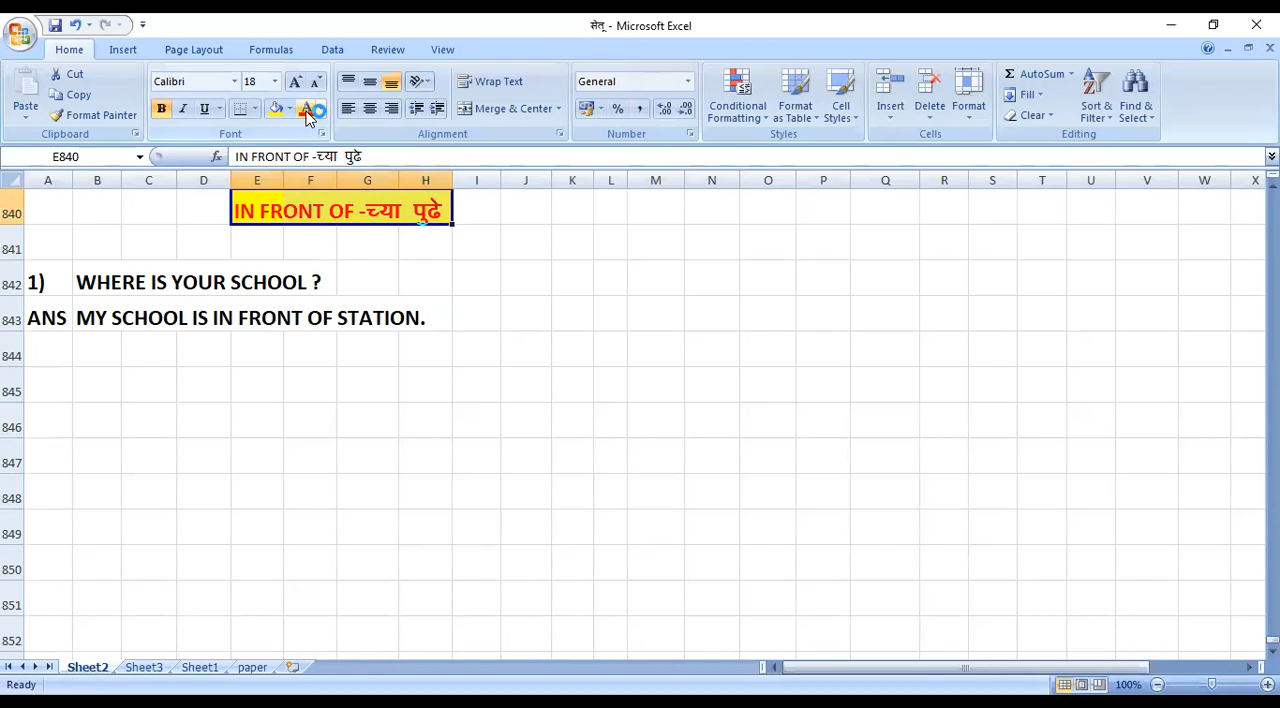 सेतू - Microsoft Excel
Home Insert Page Layout Formulas Data Review View
Paste
Cut
Copy
Format Painter
Clipboard
Calibri 18
B I U
Font
Wrap Text
Merge & Center
Alignment
General
Number
Conditional Formatting
Format as Table
Cell Styles
Styles
Insert Delete Format
Cells
AutoSum
Fill
Clear
Sort & Filter
Find & Select
Editing
E840 fx IN FRONT OF -च्या पुढे
A B C D E F G H I J K L M N O P Q R S T U V W X
840 IN FRONT OF -च्या पुढे
841
842 1) WHERE IS YOUR SCHOOL ?
843 ANS MY SCHOOL IS IN FRONT OF STATION.
844
845
846
847
848
849
850
851
852
Sheet2 Sheet3 Sheet1 paper
Ready 100%